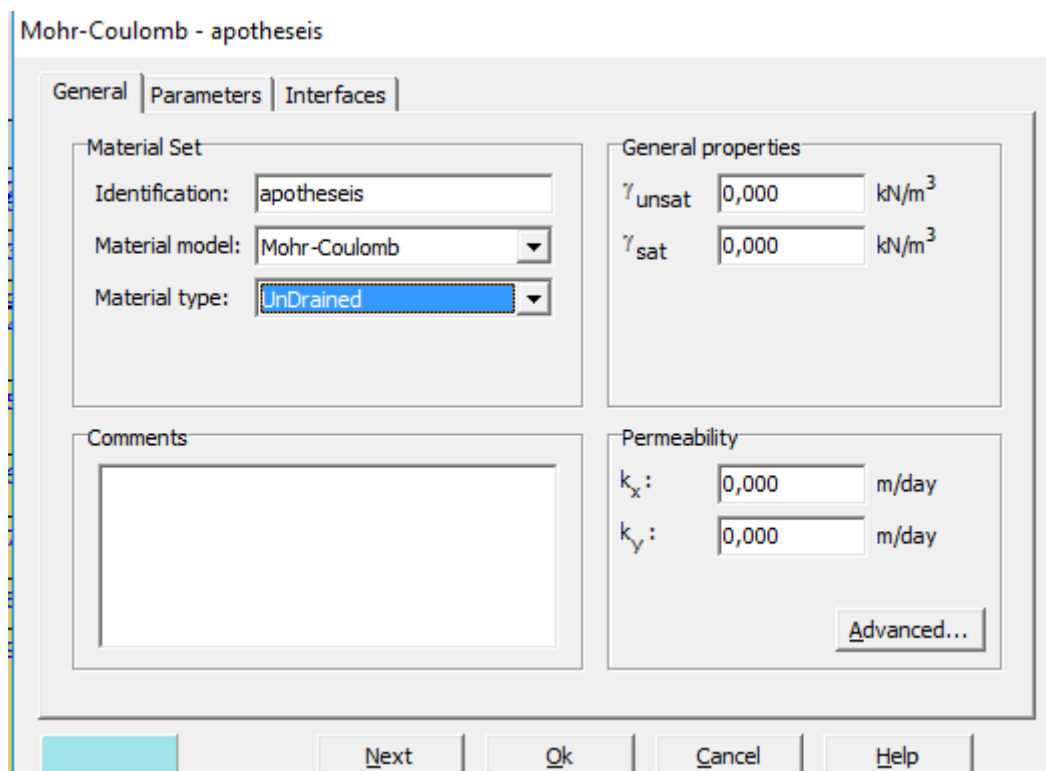 Mohr-Coulomb - apotheseis
General Parameters Interfaces
Material Set
Identification: apotheseis
Material model: Mohr-Coulomb
Material type: UnDrained
General properties
γunsat 0,000 kN/m³
γsat 0,000 kN/m³
Comments
Permeability
kx: 0,000 m/day
ky: 0,000 m/day
Advanced...
Next Ok Cancel Help